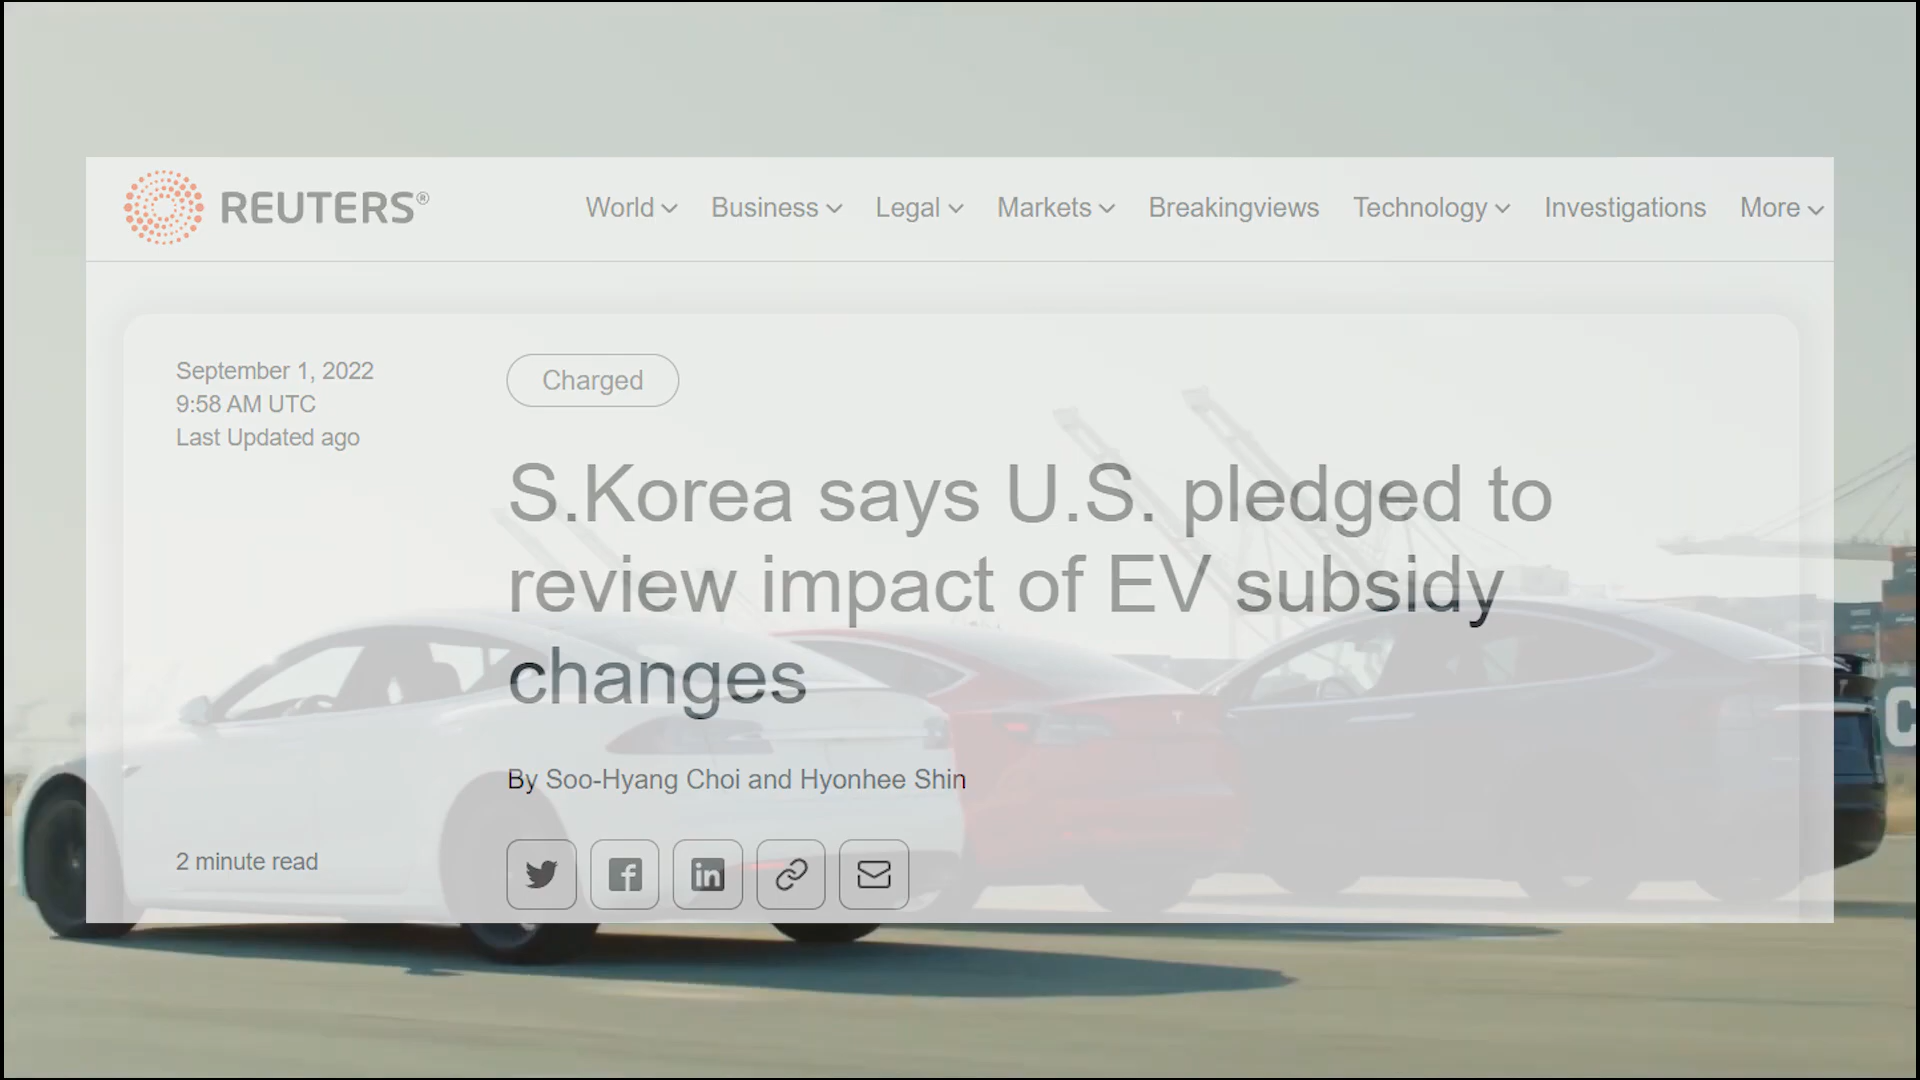 REUTERS®
World Business Legal Markets Breakingviews Technology Investigations More
September 1, 2022
9:58 AM UTC
Last Updated ago
Charged
S.Korea says U.S. pledged to
review impact of EV subsidy
changes
By Soo-Hyang Choi and Hyonhee Shin
2 minute read